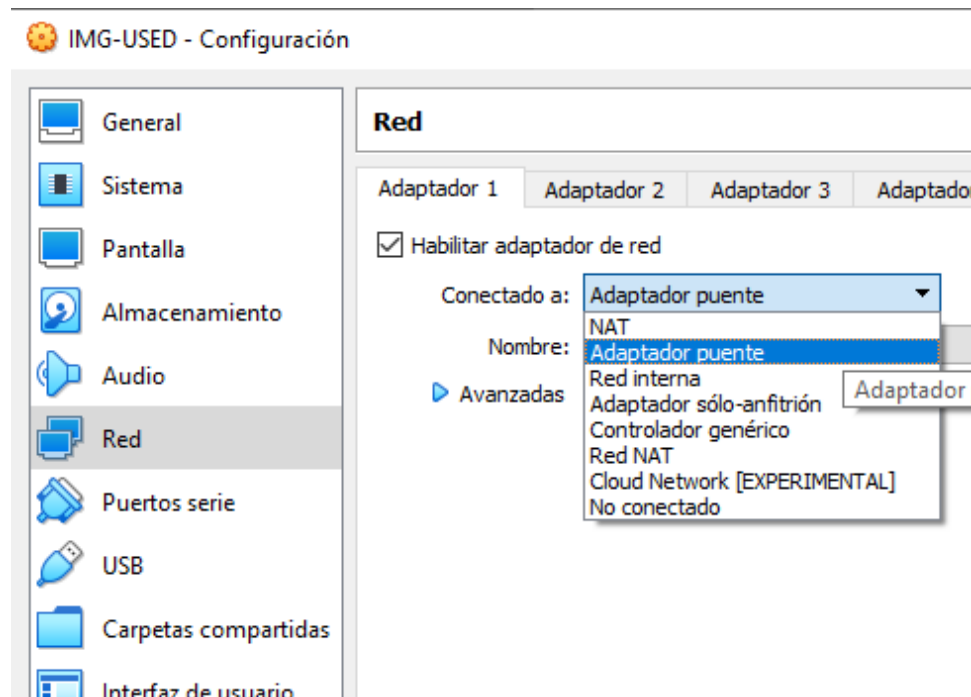 IMG-USED - Configuración
General
Sistema
Pantalla
Almacenamiento
Audio
Red
Puertos serie
USB
Carpetas compartidas
Interfaz de usuario
Red
Adaptador 1 Adaptador 2 Adaptador 3 Adaptador
Habilitar adaptador de red
Conectado a: Adaptador puente
NAT
Nombre: Adaptador puente
Red interna
Adaptador
Avanzadas
Adaptador sólo-anfitrión
Controlador genérico
Red NAT
Cloud Network [EXPERIMENTAL]
No conectado